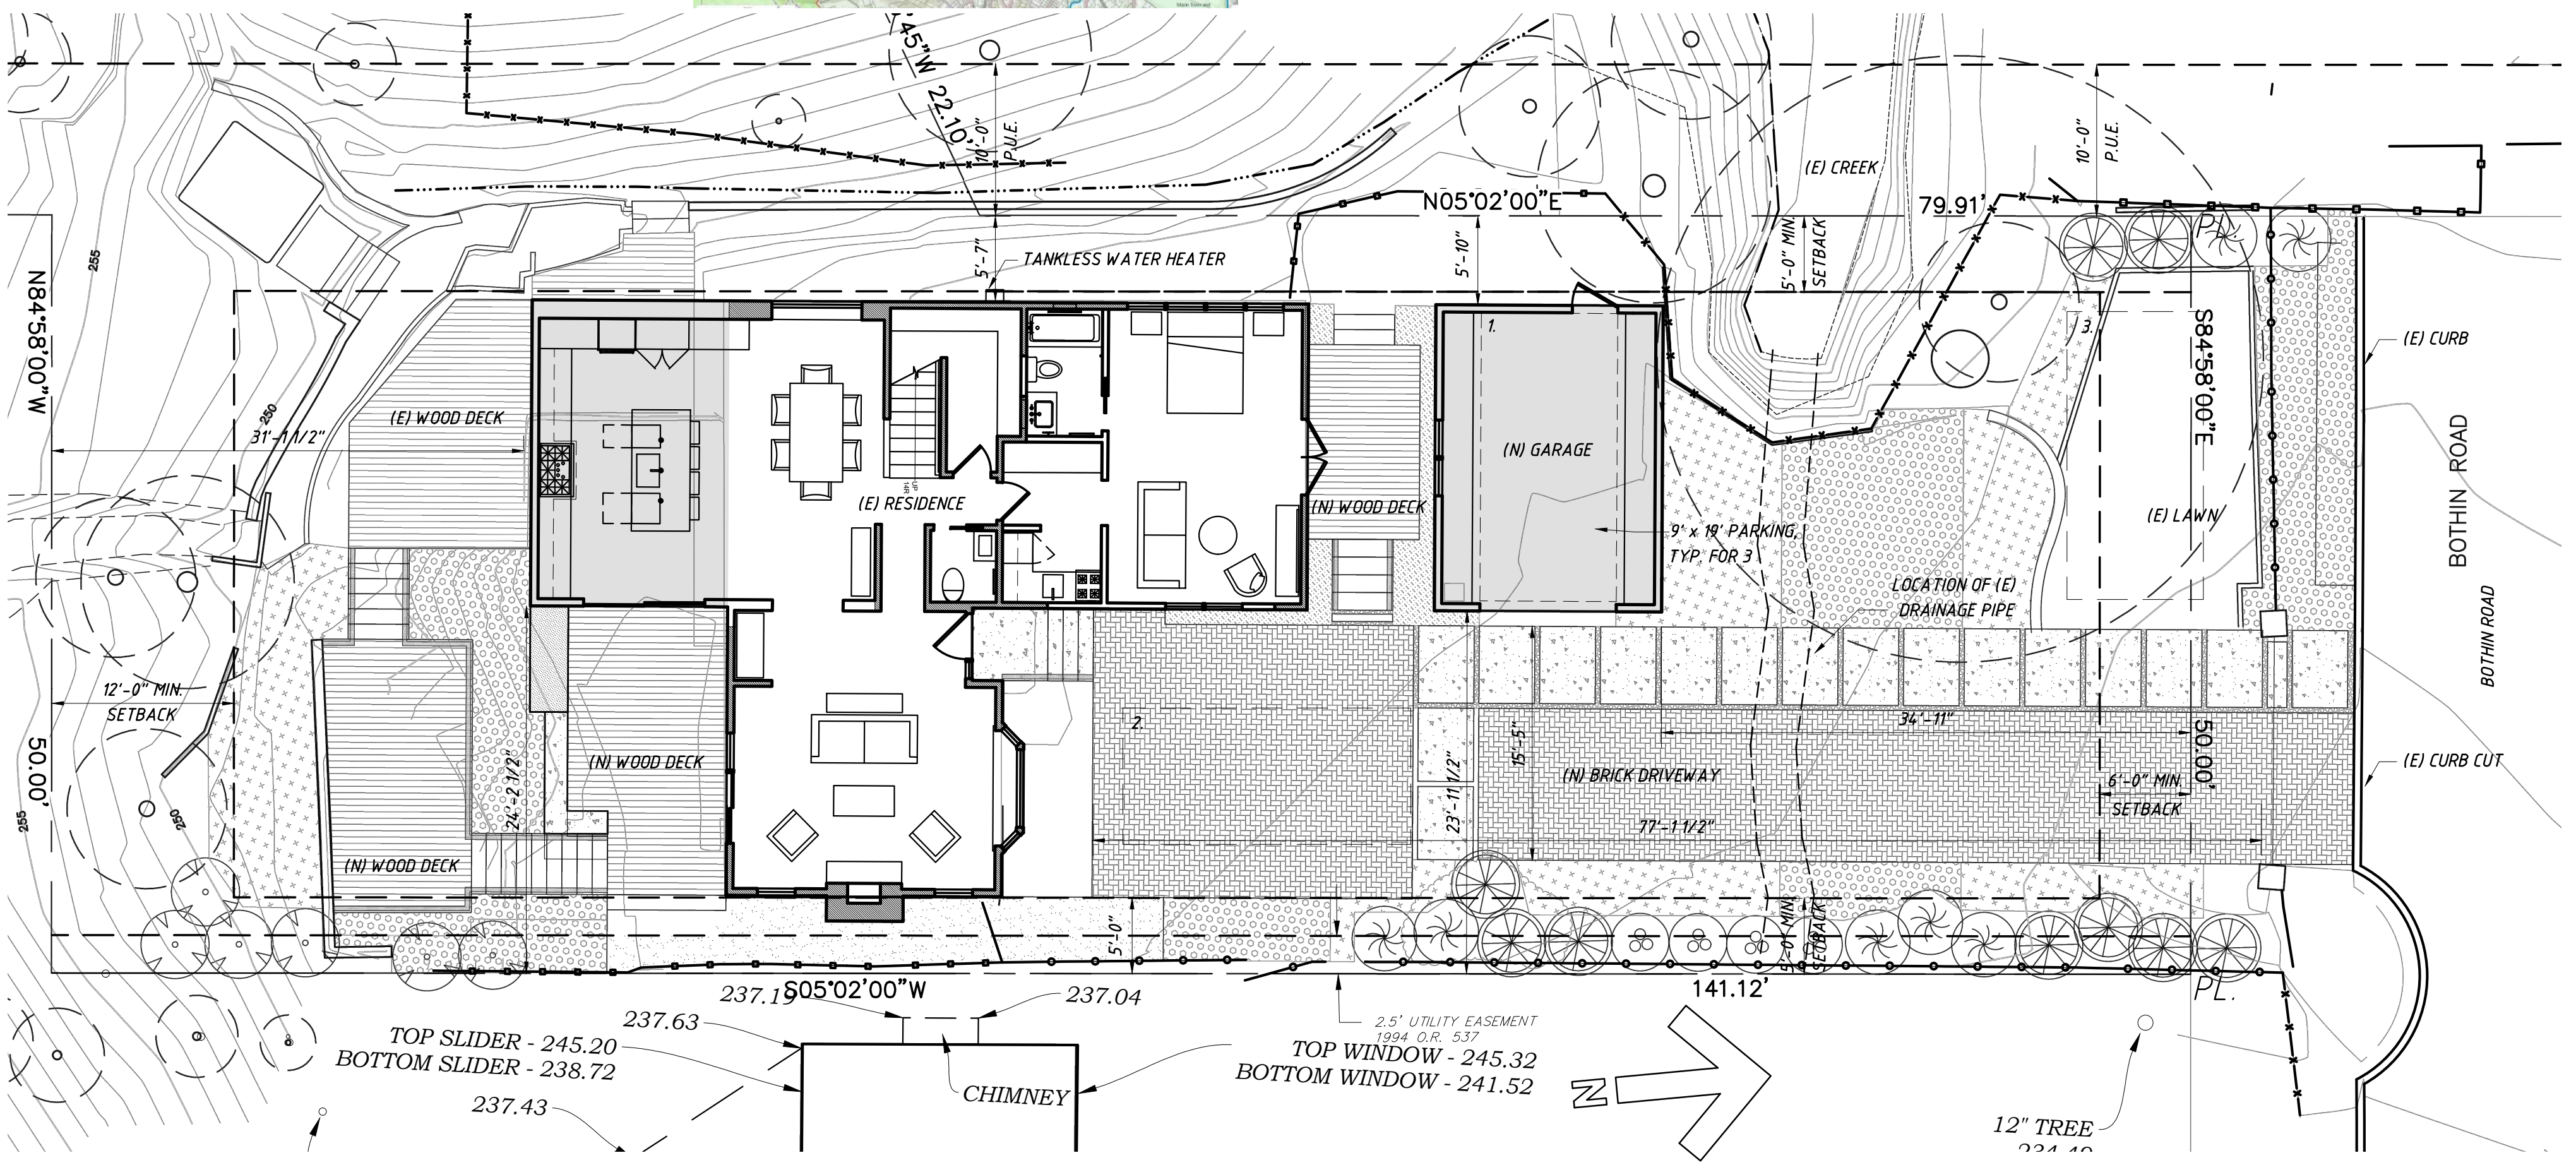 45"W
22.10'
10'-0"
P.U.E.
10'-0"
P.U.E.
(E) CREEK
N05°02'00"E
79.91'
PL.
5'-7"
TANKLESS WATER HEATER
5'-10"
5'-0" MIN.
SETBACK
N84°58'00"W
255
250
31'-1 1/2"
(E) WOOD DECK
(E) RESIDENCE
UP
14R
(N) WOOD DECK
1.
(N) GARAGE
9' x 19' PARKING,
TYP. FOR 3
3.
S84°58'00"E
(E) LAWN
(E) CURB
BOTHIN ROAD
BOTHIN ROAD
LOCATION OF (E)
DRAINAGE PIPE
12'-0" MIN.
SETBACK
50.00'
255
250
24'-2 1/2"
(N) WOOD DECK
(N) WOOD DECK
2.
23'-11 1/2"
15'-5"
34'-11"
(N) BRICK DRIVEWAY
77'-1 1/2"
50.00'
6'-0" MIN.
SETBACK
(E) CURB CUT
5'-0"
5'-0" MIN.
SETBACK
S05°02'00"W
141.12'
PL.
237.19
237.04
237.63
TOP SLIDER - 245.20
BOTTOM SLIDER - 238.72
237.43
CHIMNEY
2.5' UTILITY EASEMENT
1994 O.R. 537
TOP WINDOW - 245.32
BOTTOM WINDOW - 241.52
N
12" TREE